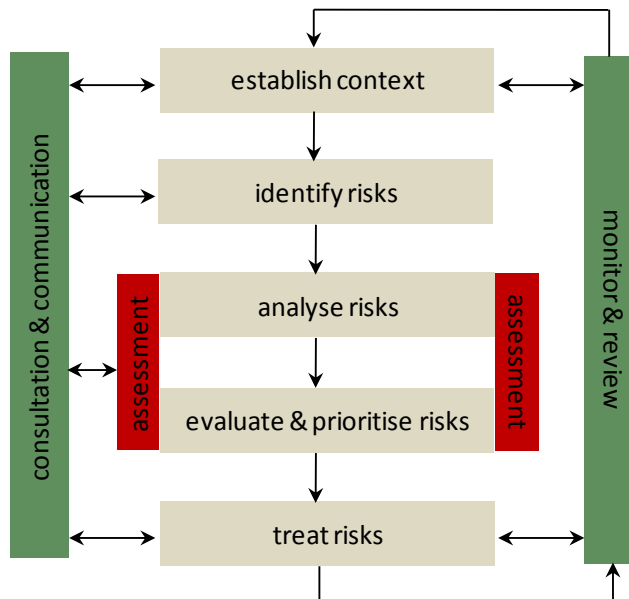 establish context
identify risks
analyse risks
evaluate & prioritise risks
treat risks
consultation & communication
assessment
assessment
monitor & review